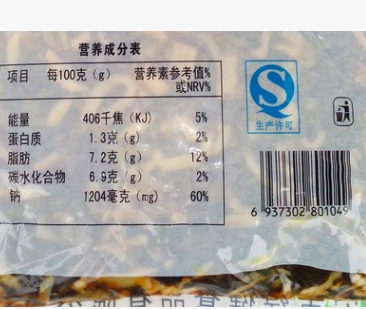 营养成分表
项目 每100克(g) 营养素参考值%
或NRV%
能量 406千焦(KJ) 5%
蛋白质 1.3克(g) 2%
脂肪 7.2克(g) 12%
碳水化合物 6.9克(g) 2%
钠 1204毫克(mg) 60%
生产许可
6 937302 801049